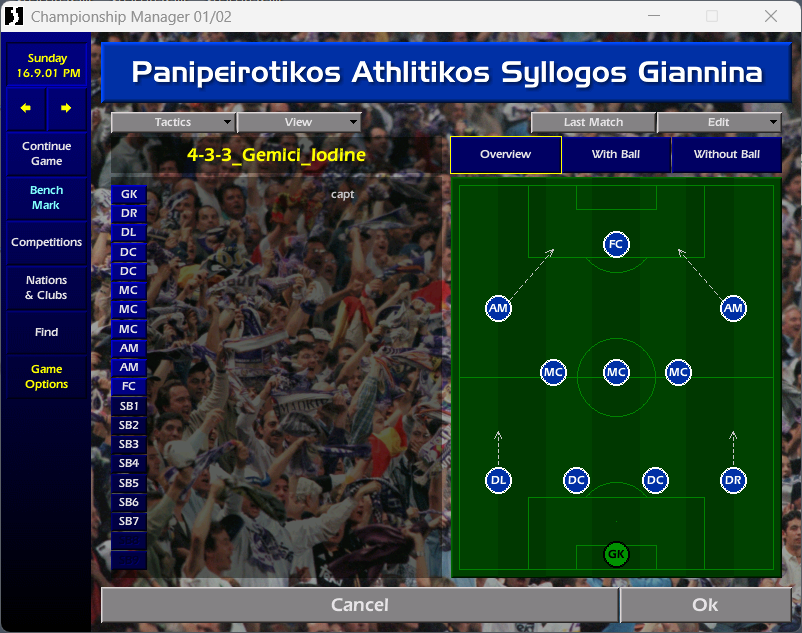 Championship Manager 01/02
Sunday
16.9.01 PM
Panipeirotikos Athlitikos Syllogos Giannina
Tactics
View
Last Match
Edit
Continue
Game
Bench
Mark
Competitions
Nations
& Clubs
Find
Game
Options
4-3-3_Gemici_Iodine
Overview
With Ball
Without Ball
GK
capt
DR
DL
DC
DC
MC
MC
MC
AM
AM
FC
SB1
SB2
SB3
SB4
SB5
SB6
SB7
FC
AM
AM
MC
MC
MC
DL
DC
DC
DR
GK
Cancel
Ok